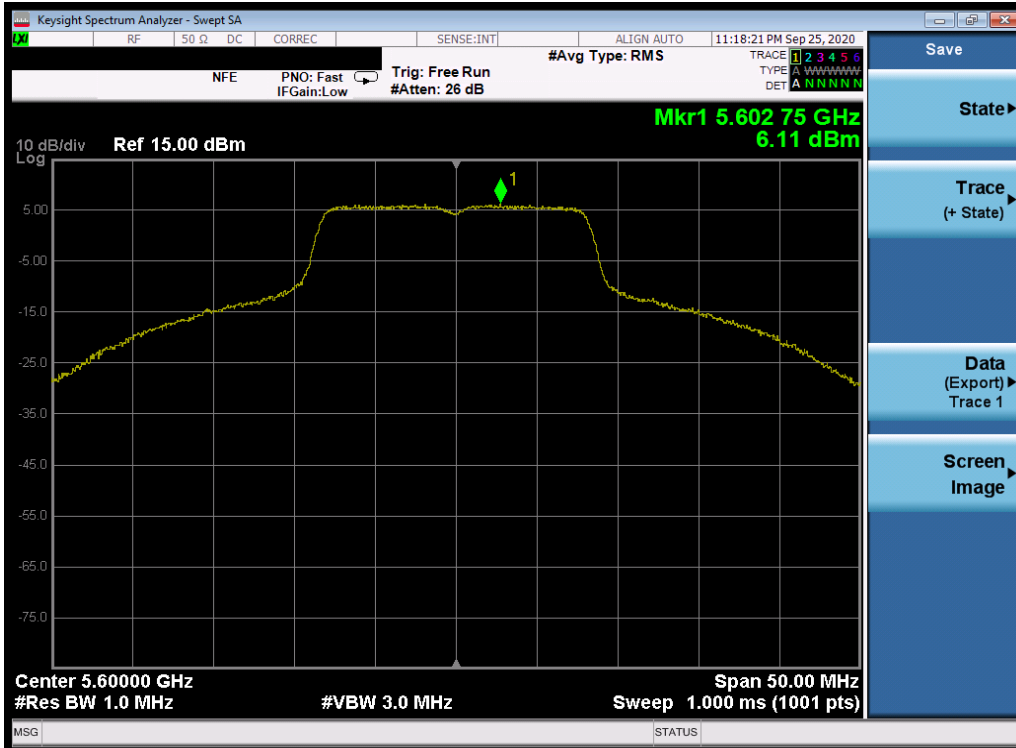 Keysight Spectrum Analyzer - Swept SA
LXI RF 50 Ω DC CORREC SENSE:INT ALIGN AUTO 11:18:21 PM Sep 25, 2020
Save
NFE PNO: Fast IFGain:Low
Trig: Free Run
#Atten: 26 dB
#Avg Type: RMS
TRACE 1 2 3 4 5 6
TYPE A WWWWW
DET A N N N N N
Mkr1 5.602 75 GHz
6.11 dBm
10 dB/div Ref 15.00 dBm
Log
1
5.00
-5.00
-15.0
-25.0
-35.0
-45.0
-55.0
-65.0
-75.0
Center 5.60000 GHz Span 50.00 MHz
#Res BW 1.0 MHz #VBW 3.0 MHz Sweep 1.000 ms (1001 pts)
MSG STATUS
State
Trace
(+ State)
Data
(Export)
Trace 1
Screen
Image